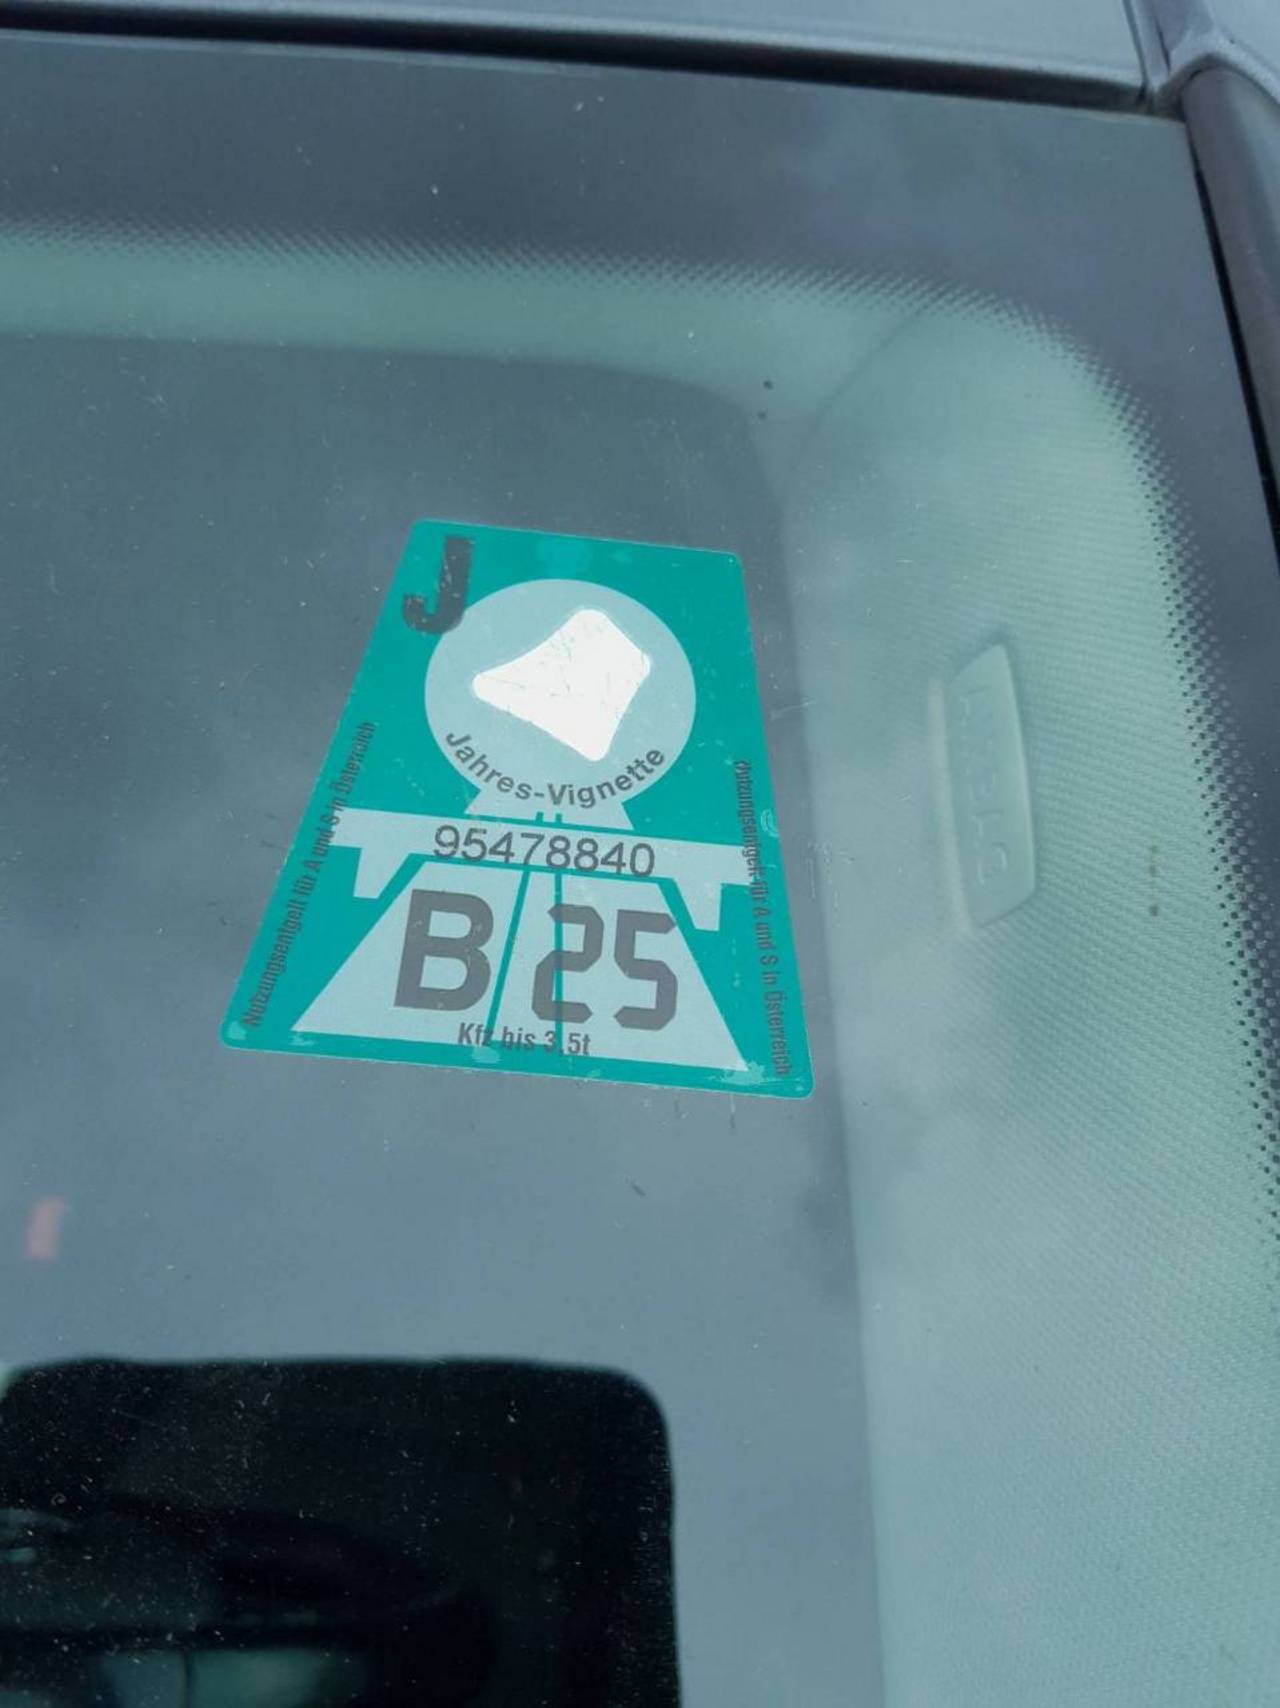 J
Jahres-Vignette
95478840
B 25
Kfz bis 3,5t
Nutzungsentgelt für A und S in Österreich
Nutzungsentgelt für A und S in Österreich